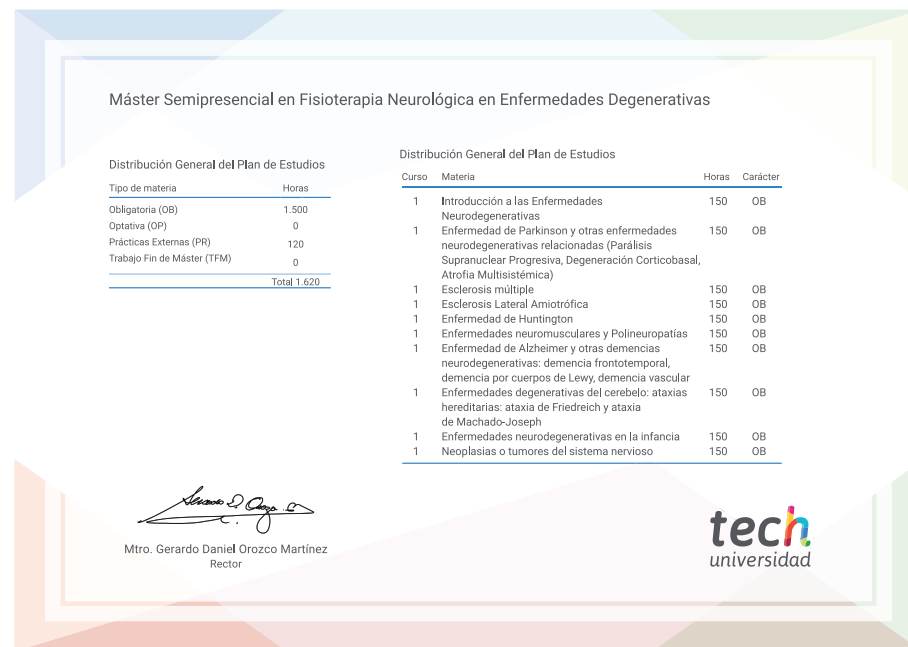 Máster Semipresencial en Fisioterapia Neurológica en Enfermedades Degenerativas
Distribución General del Plan de Estudios
Tipo de materia Horas
Obligatoria (OB) 1.500
Optativa (OP) 0
Prácticas Externas (PR) 120
Trabajo Fin de Máster (TFM) 0
Total 1.620
Distribución General del Plan de Estudios
Curso Materia Horas Carácter
1 Introducción a las Enfermedades 150 OB
Neurodegenerativas
1 Enfermedad de Parkinson y otras enfermedades 150 OB
neurodegenerativas relacionadas (Parálisis
Supranuclear Progresiva, Degeneración Corticobasal,
Atrofia Multisistémica)
1 Esclerosis múltiple 150 OB
1 Esclerosis Lateral Amiotrófica 150 OB
1 Enfermedad de Huntington 150 OB
1 Enfermedades neuromusculares y Polineuropatías 150 OB
1 Enfermedad de Alzheimer y otras demencias 150 OB
neurodegenerativas: demencia frontotemporal,
demencia por cuerpos de Lewy, demencia vascular
1 Enfermedades degenerativas del cerebelo: ataxias 150 OB
hereditarias: ataxia de Friedreich y ataxia
de Machado-Joseph
1 Enfermedades neurodegenerativas en la infancia 150 OB
1 Neoplasias o tumores del sistema nervioso 150 OB
Mtro. Gerardo Daniel Orozco Martínez
Rector
tech
universidad